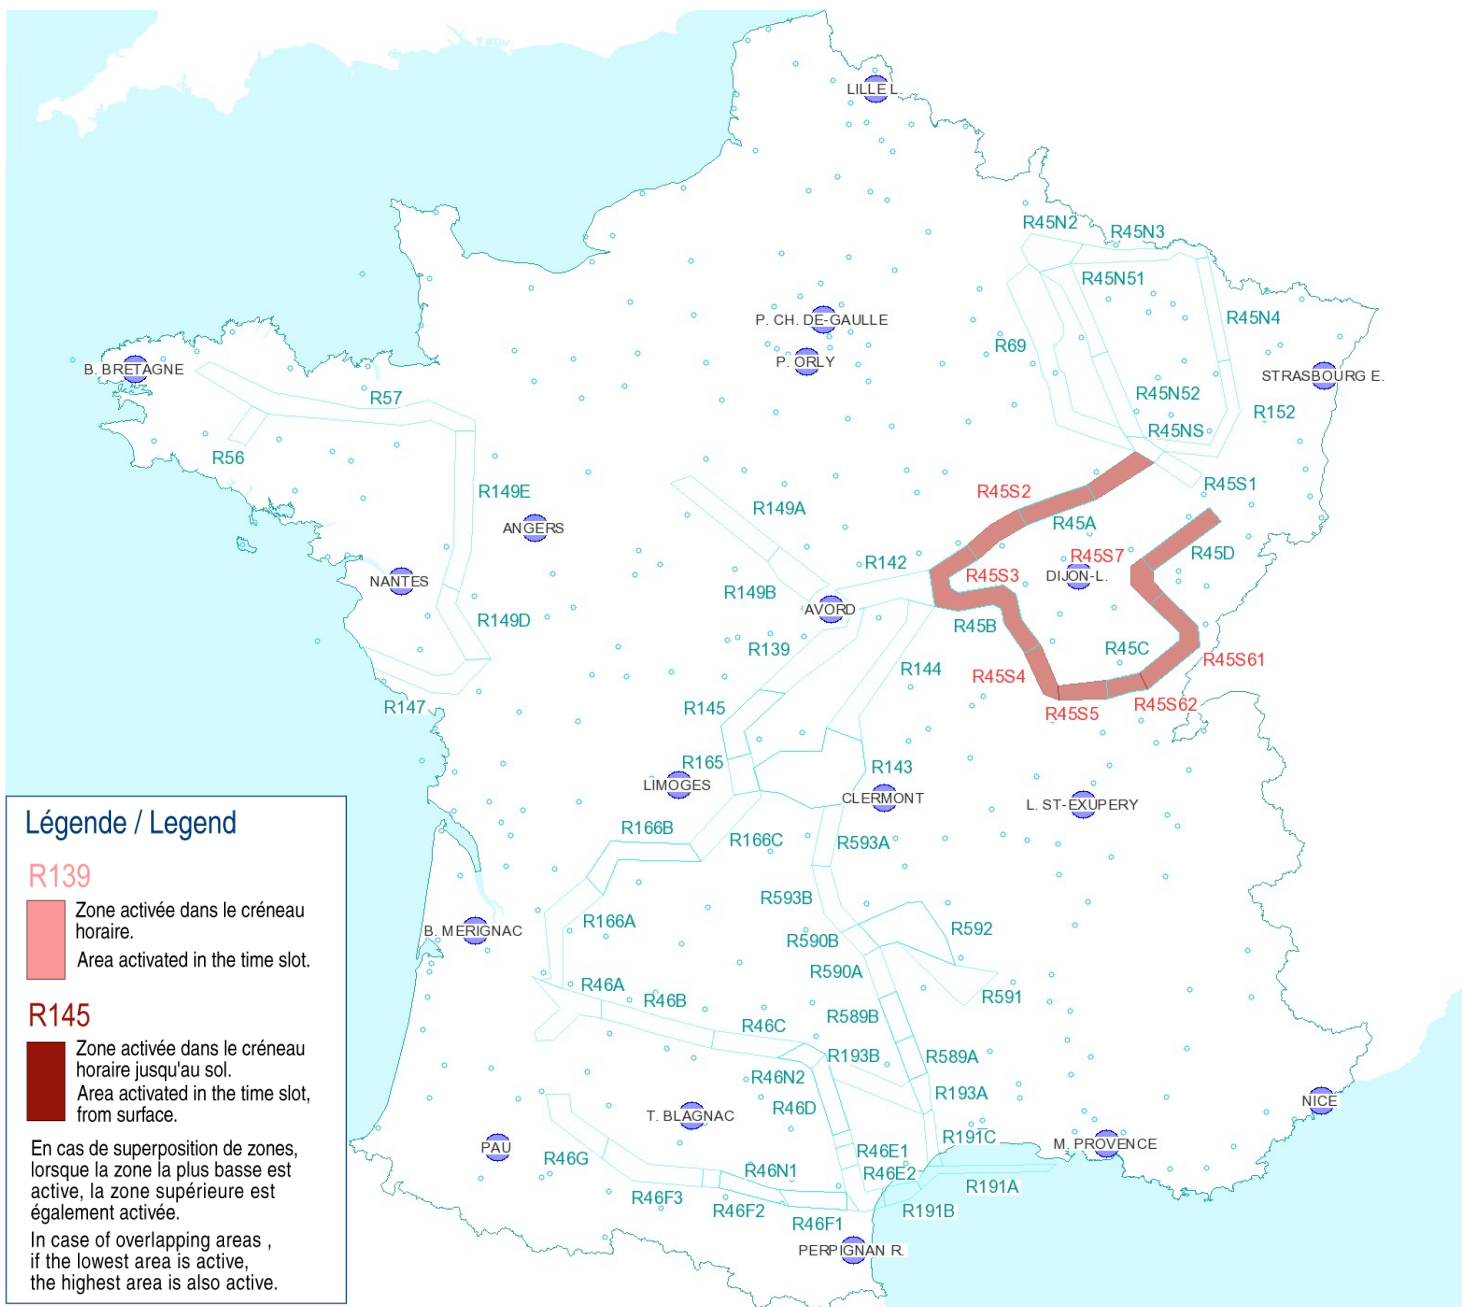 LILLE L.
R45N2
R45N3
R45N51
P. CH. DE-GAULLE
R45N4
R69
P. ORLY
B. BRETAGNE
STRASBOURG E.
R57
R45N52
R152
R45NS
R56
R149E
R45S2
R45S1
R149A
R45A
ANGERS
R45S7
R45D
R142
R45S3
DIJON-L.
NANTES
R149B
AVORD
R149D
R45B
R139
R45C
R45S61
R144
R45S4
R147
R145
R45S5
R45S62
R165
R143
LIMOGES
CLERMONT
L. ST-EXUPERY
R166B
R166C
R593A
R593B
R166A
B. MERIGNAC
R592
R590B
R590A
R46A
R46B
R591
R589B
R46C
R193B
R589A
R46N2
R193A
R46D
T. BLAGNAC
NICE
R191C
M. PROVENCE
PAU
R46G
R46E1
R46N1
R46E2
R46F3
R191A
R46F2
R46F1
R191B
PERPIGNAN R.
Légende / Legend
R139
Zone activée dans le créneau
horaire.
Area activated in the time slot.
R145
Zone activée dans le créneau
horaire jusqu'au sol.
Area activated in the time slot,
from surface.
En cas de superposition de zones,
lorsque la zone la plus basse est
active, la zone supérieure est
également activée.
In case of overlapping areas ,
if the lowest area is active,
the highest area is also active.